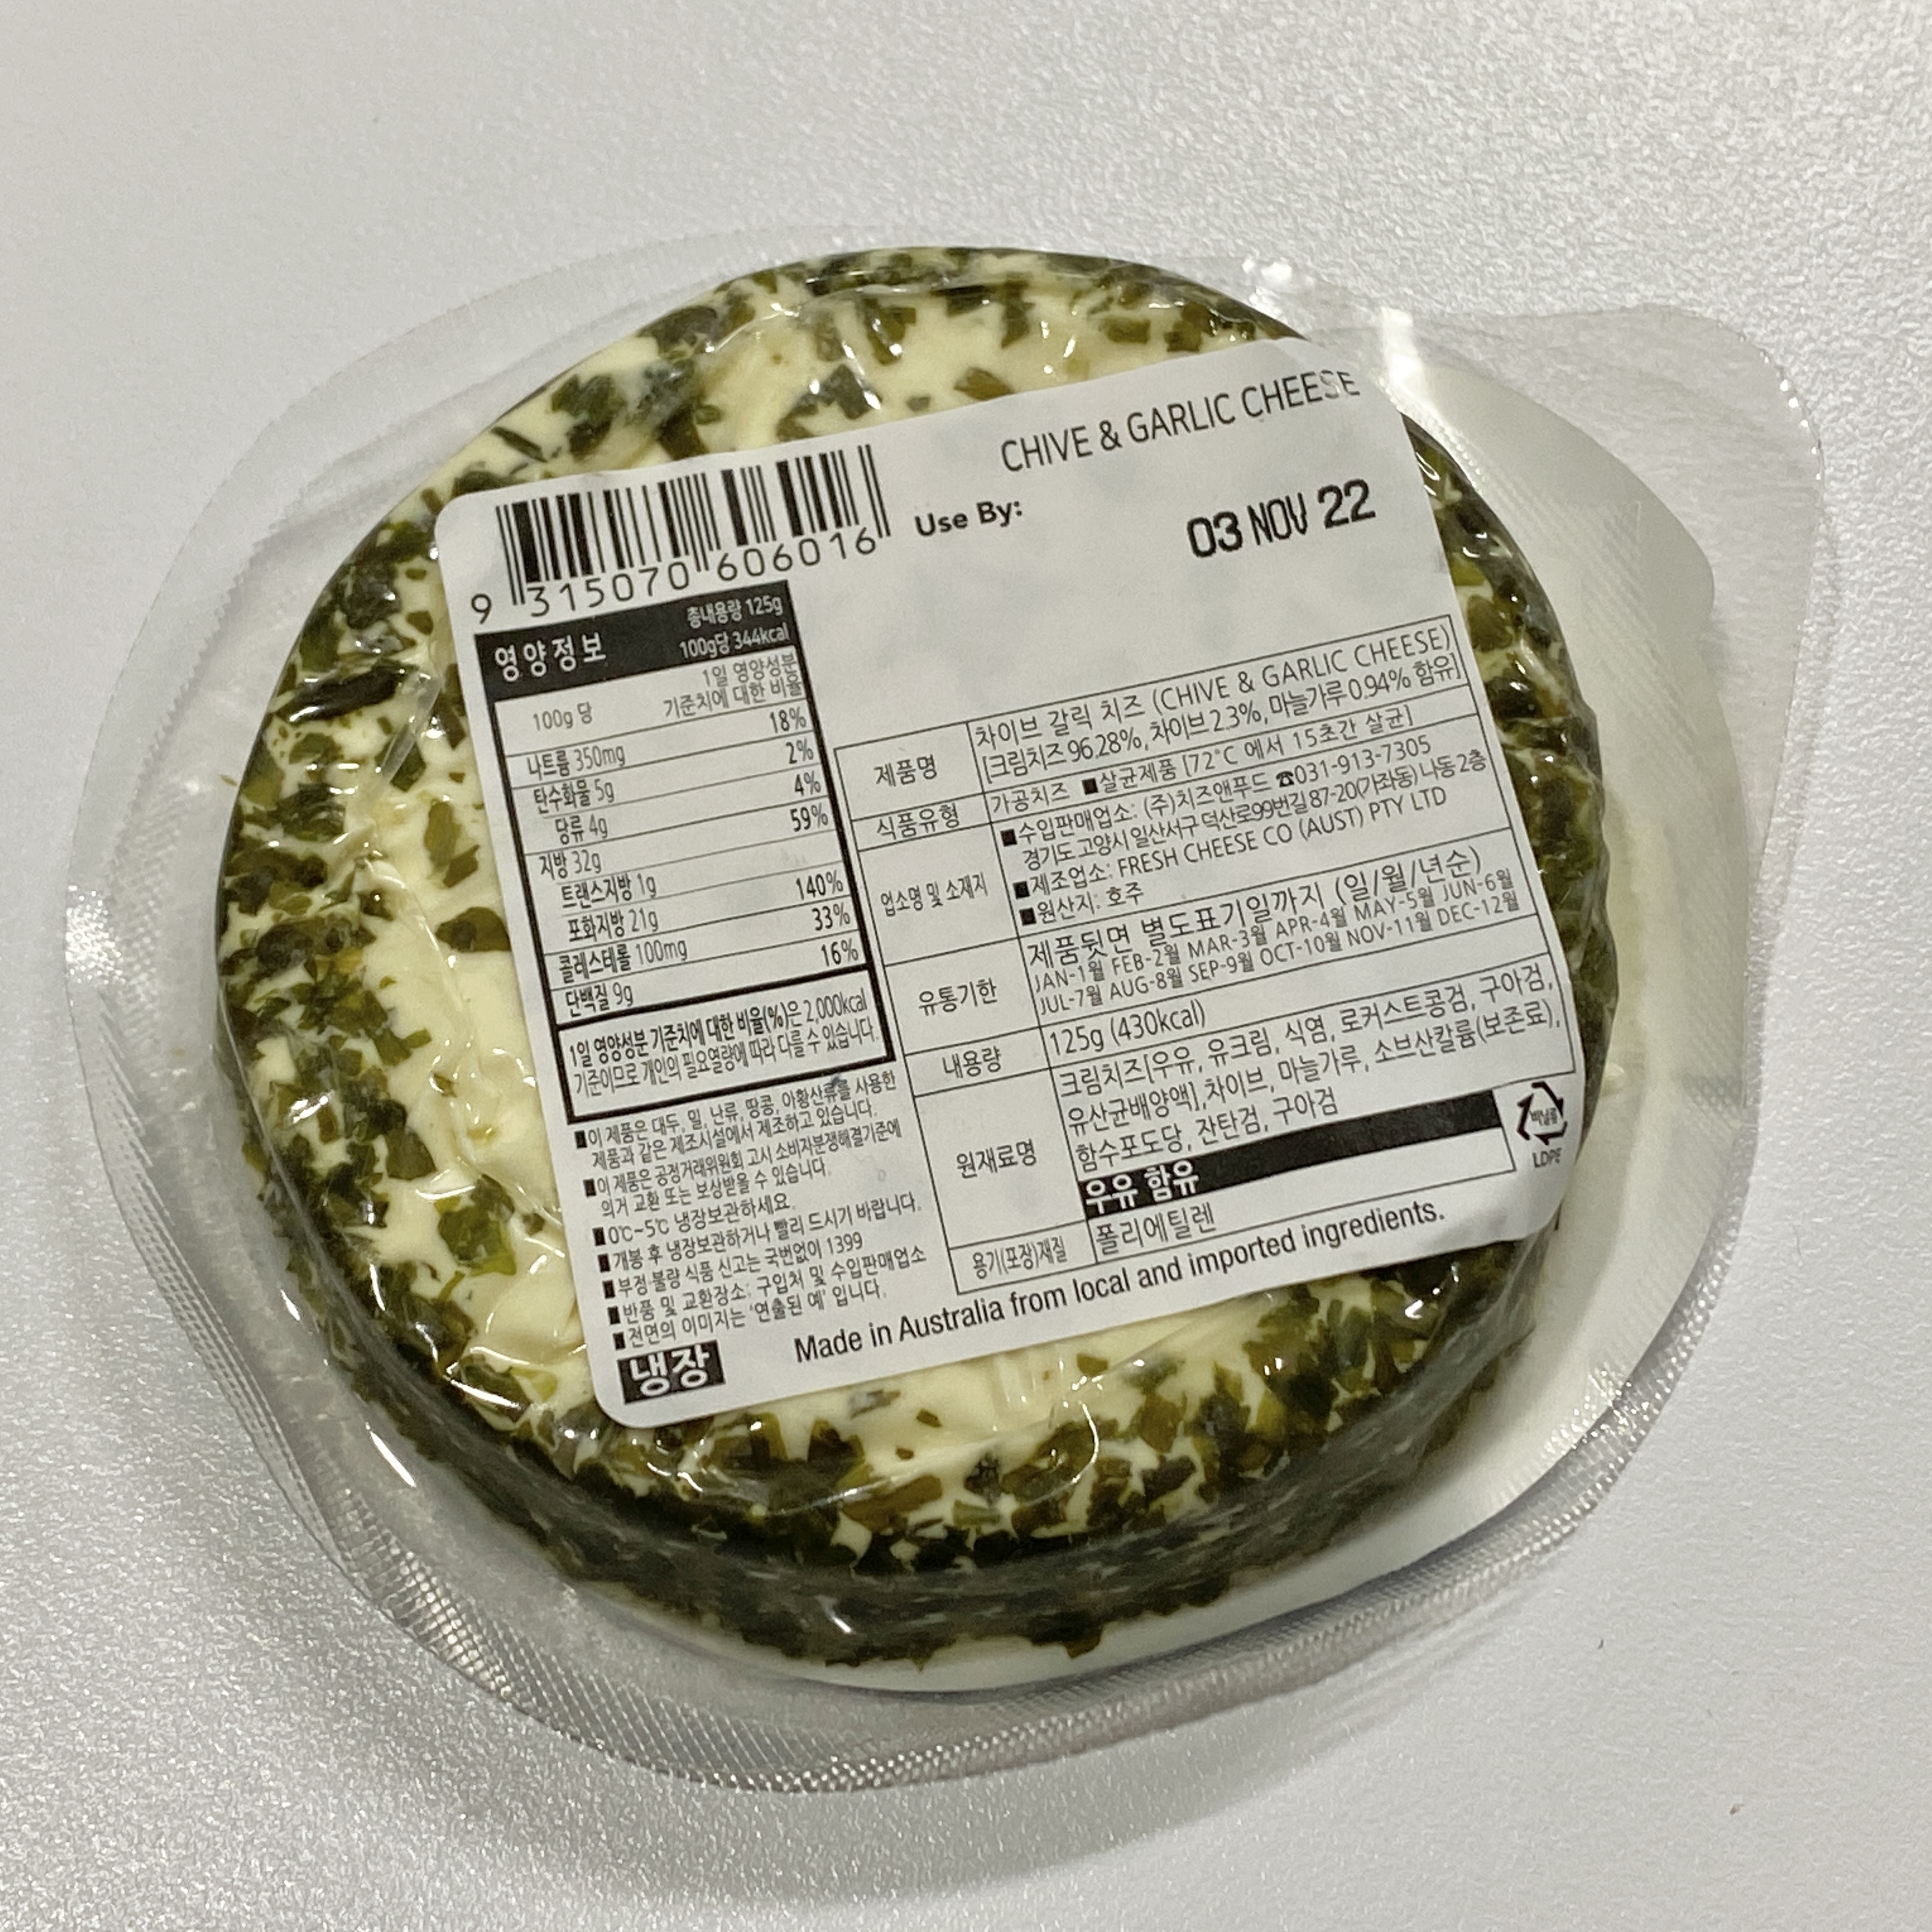 CHIVE & GARLIC CHEESE
Use By:
03 NOV 22
9 315070 606016
영양정보
총내용량 125g
100g당 344kcal
100g 당
1일 영양성분
기준치에 대한 비율
나트륨 350mg 18%
탄수화물 5g 2%
당류 4g 4%
지방 32g 59%
트랜스지방 1g
포화지방 21g 140%
콜레스테롤 100mg 33%
단백질 9g 16%
1일 영양성분 기준치에 대한 비율(%)은 2,000kcal
기준이므로 개인의 필요열량에 따라 다를 수 있습니다.
■이 제품은 대두, 밀, 난류, 땅콩, 아황산류를 사용한
제품과 같은 제조시설에서 제조하고 있습니다.
■이 제품은 공정거래위원회 고시 소비자분쟁해결기준에
의거 교환 또는 보상받을 수 있습니다.
■0℃~5℃ 냉장보관하세요.
■개봉 후 냉장보관하거나 빨리 드시기 바랍니다.
■부정·불량 식품 신고는 국번없이 1399
■반품 및 교환장소: 구입처 및 수입판매업소
■전면의 이미지는 '연출된 예' 입니다.
냉장
제품명
차이브 갈릭 치즈 (CHIVE & GARLIC CHEESE)
[크림치즈 96.28%, 차이브 2.3%, 마늘가루 0.94% 함유]
식품유형
가공치즈 ■살균제품 [72°C 에서 15초간 살균]
업소명 및 소재지
■수입판매업소: (주)치즈앤푸드 ☎031-913-7305
경기도 고양시 일산서구 덕산로99번길 87-20(가좌동) 나동 2층
■제조업소: FRESH CHEESE CO (AUST) PTY LTD
■원산지: 호주
유통기한
제품뒷면 별도표기일까지 (일/월/년순)
JAN-1월 FEB-2월 MAR-3월 APR-4월 MAY-5월 JUN-6월
JUL-7월 AUG-8월 SEP-9월 OCT-10월 NOV-11월 DEC-12월
내용량
125g (430kcal)
원재료명
크림치즈[우유, 유크림, 식염, 로커스트콩검, 구아검,
유산균배양액], 차이브, 마늘가루, 소브산칼륨(보존료),
함수포도당, 잔탄검, 구아검
우유 함유
용기(포장)재질
폴리에틸렌
비닐류
LDPE
Made in Australia from local and imported ingredients.